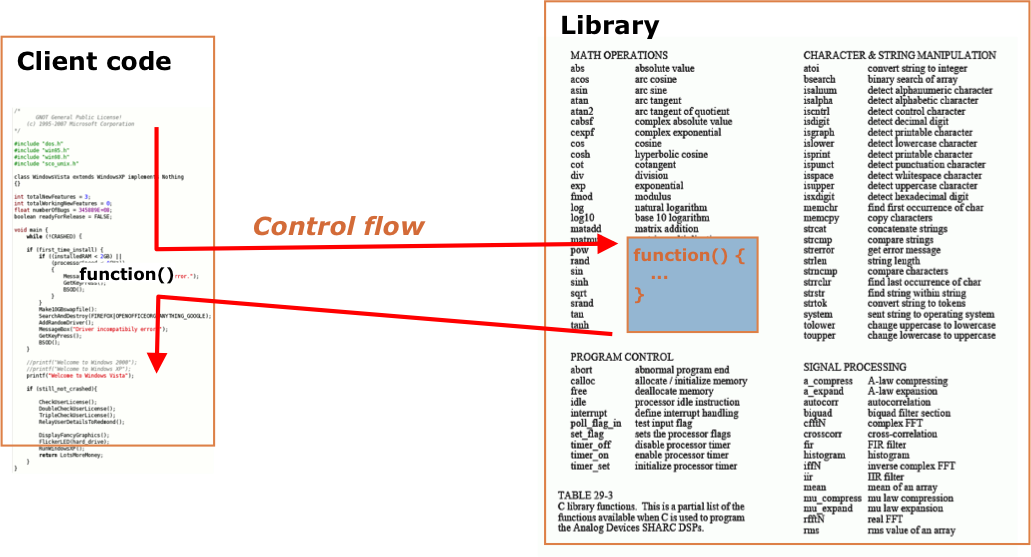 Client code
/*
GNUT General Public License!
(c) 1995-2007 Microsoft Corporation
*/
#include "dos.h"
#include "win95.h"
#include "win98.h"
#include "sco_unix.h"
class WindowsVista extends WindowsXP implements Nothing
{}
int totalNewFeatures = 3;
int totalWorkingNewFeatures = 0;
float numberOfBugs = 345889E+08;
boolean readyForRelease = FALSE;
void main {
while (!CRASHED) {
if (first_time_install) {
if ((installedRAM < 2GB) ||
{
function()
GetKeyPress();
BSOD();
}
}
Make10GBswapfile();
SearchAndDestroy(FIREFOX|OPENOFFICEORG|ANYTHING_GOOGLE);
AddRandomDriver();
MessageBox("Driver incompatibily error");
GetKeyPress();
BSOD();
}
//printf("Welcome to Windows 2000");
//printf("Welcome to Windows XP");
printf("Welcome to Windows Vista");
if (still_not_crashed){
CheckUserLicense();
DoubleCheckUserLicense();
TripleCheckUserLicense();
RelayUserDetailsToRedmond();
DisplayFancyGraphics();
FlickerLED(hard_drive);
RunWindowsXP();
return LotsMoreMoney;
}
}
Control flow
Library
MATH OPERATIONS
abs absolute value
acos arc cosine
asin arc sine
atan arc tangent
atan2 arc tangent of quotient
cabsf complex absolute value
cexpf complex exponential
cos cosine
cosh hyperbolic cosine
cot cotangent
div division
exp exponential
fmod modulus
log natural logarithm
log10 base 10 logarithm
matadd matrix addition
pow
rand
sin
sinh
sqrt
srand
tan
tanh
function() {
...
}
PROGRAM CONTROL
abort abnormal program end
calloc allocate / initialize memory
free deallocate memory
idle processor idle instruction
interrupt define interrupt handling
poll_flag_in test input flag
set_flag sets the processor flags
timer_off disable processor timer
timer_on enable processor timer
timer_set initialize processor timer
TABLE 29-3
C library functions. This is a partial list of the
functions available when C is used to program
the Analog Devices SHARC DSPs.
CHARACTER & STRING MANIPULATION
atoi convert string to integer
bsearch binary search of array
isalnum detect alphanumeric character
isalpha detect alphabetic character
iscntrl detect control character
isdigit detect decimal digit
isgraph detect printable character
islower detect lowercase character
isprint detect printable character
ispunct detect punctuation character
isspace detect whitespace character
isupper detect uppercase character
isxdigit detect hexadecimal digit
memchr find first occurrence of char
memcpy copy characters
strcat concatenate strings
strcmp compare strings
strerror get error message
strlen string length
strncmp compare characters
strrchr find last occurrence of char
strstr find string within string
strtok convert string to tokens
system sent string to operating system
tolower change uppercase to lowercase
toupper change lowercase to uppercase
SIGNAL PROCESSING
a_compress A-law compressing
a_expand A-law expansion
autocorr autocorrelation
biquad biquad filter section
cfftN complex FFT
crosscorr cross-correlation
fir FIR filter
histogram histogram
iffN inverse complex FFT
iir IIR filter
mean mean of an array
mu_compress mu law compression
mu_expand mu law expansion
rfftN real FFT
rms rms value of an array